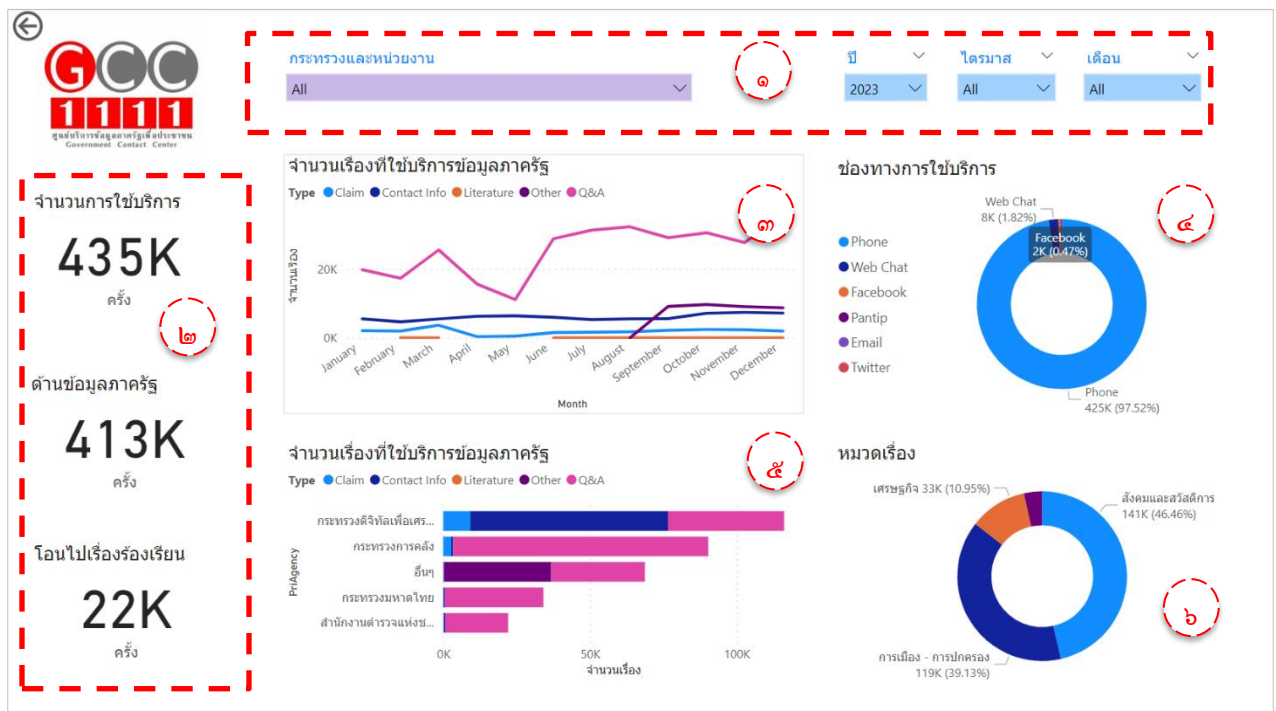 GCC
1111
ศูนย์บริการข้อมูลภาครัฐเพื่อประชาชน
Government Contact Center
กระทรวงและหน่วยงาน
All
๑
ปี
2023
ไตรมาส
All
เดือน
All
จำนวนการใช้บริการ
435K
ครั้ง
๒
ด้านข้อมูลภาครัฐ
413K
ครั้ง
โอนไปเรื่องร้องเรียน
22K
ครั้ง
จำนวนเรื่องที่ใช้บริการข้อมูลภาครัฐ
Type Claim Contact Info Literature Other Q&A
๓
จำนวนเรื่อง
20K
0K
January
February
March
April
May
June
July
August
September
October
November
December
Month
ช่องทางการใช้บริการ
๔
Phone
Web Chat
Facebook
Pantip
Email
Twitter
Web Chat
8K (1.82%)
Facebook
2K (0.47%)
Phone
425K (97.52%)
จำนวนเรื่องที่ใช้บริการข้อมูลภาครัฐ
Type Claim Contact Info Literature Other Q&A
๕
PriAgency
กระทรวงดิจิทัลเพื่อเศร...
กระทรวงการคลัง
อื่นๆ
กระทรวงมหาดไทย
สำนักงานตำรวจแห่งช...
0K
50K
100K
จำนวนเรื่อง
หมวดเรื่อง
เศรษฐกิจ 33K (10.95%)
สังคมและสวัสดิการ
141K (46.46%)
การเมือง - การปกครอง
119K (39.13%)
๖